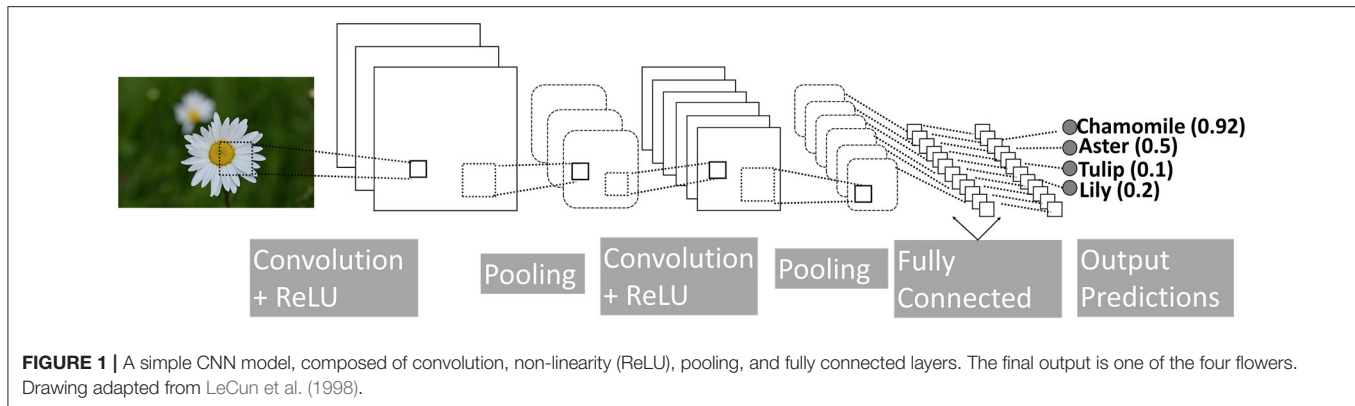 Chamomile (0.92)
Aster (0.5)
Tulip (0.1)
Lily (0.2)
Convolution
+ ReLU
Pooling
Convolution
+ ReLU
Pooling
Fully
Connected
Output
Predictions
FIGURE 1 | A simple CNN model, composed of convolution, non-linearity (ReLU), pooling, and fully connected layers. The final output is one of the four flowers.
Drawing adapted from LeCun et al. (1998).